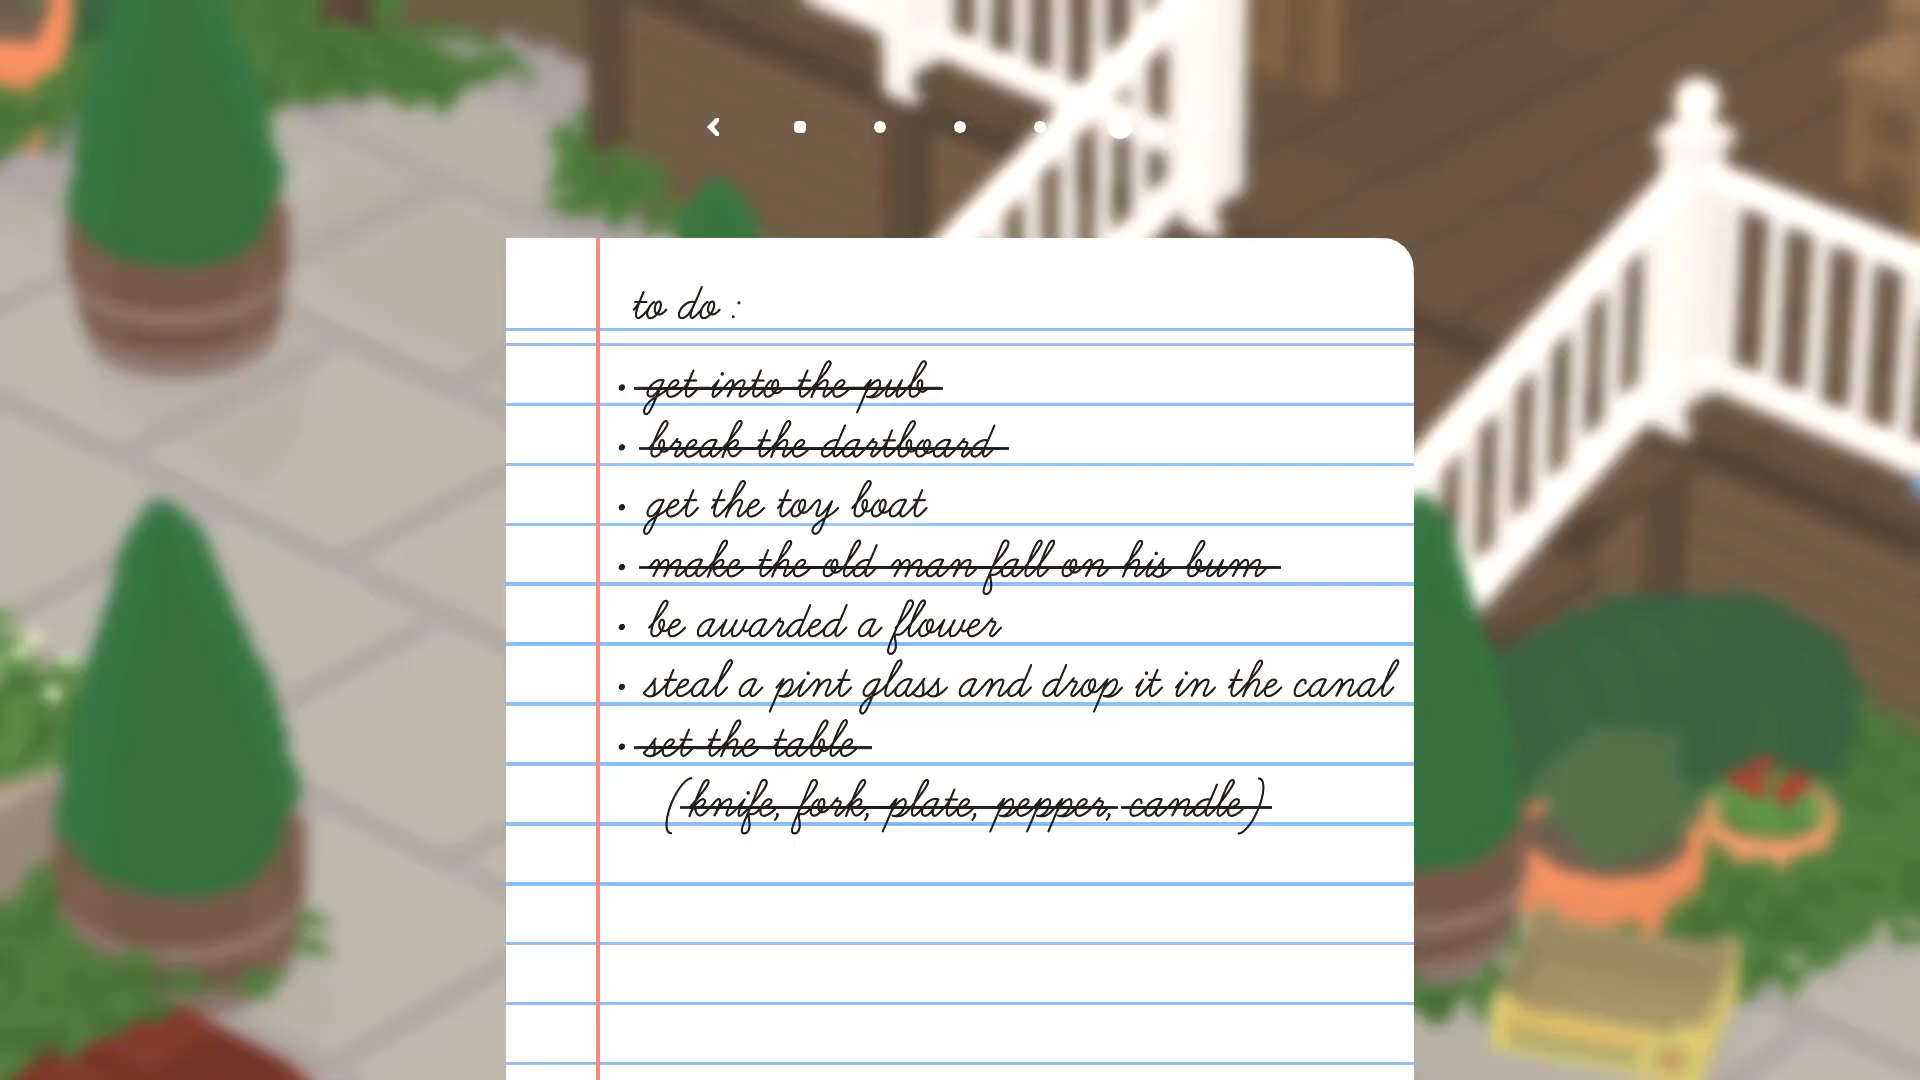 to do :
• get into the pub
• break the dartboard
• get the toy boat
• make the old man fall on his bum
• be awarded a flower
• steal a pint glass and drop it in the canal
• set the table
(knife, fork, plate, pepper, candle)